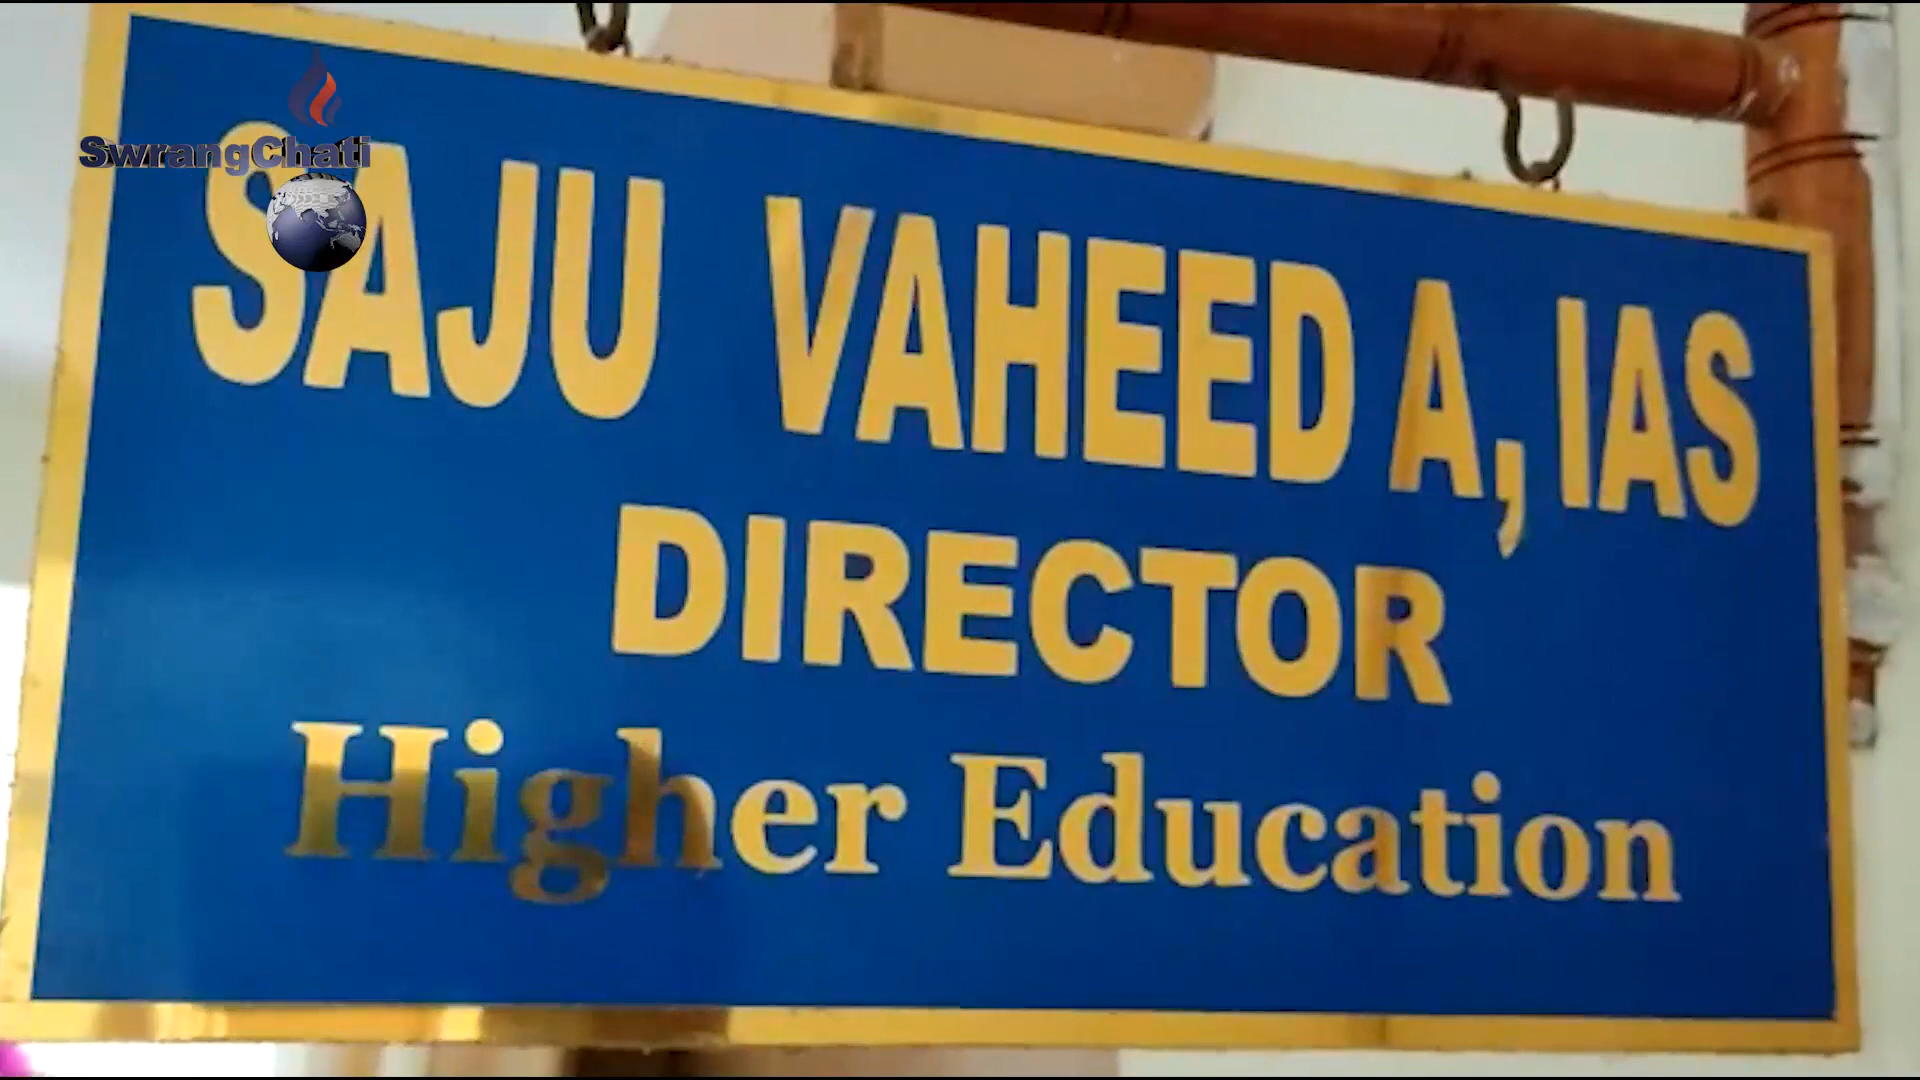 SwrangChati
SAJU VAHEED A, IAS
DIRECTOR
Higher Education